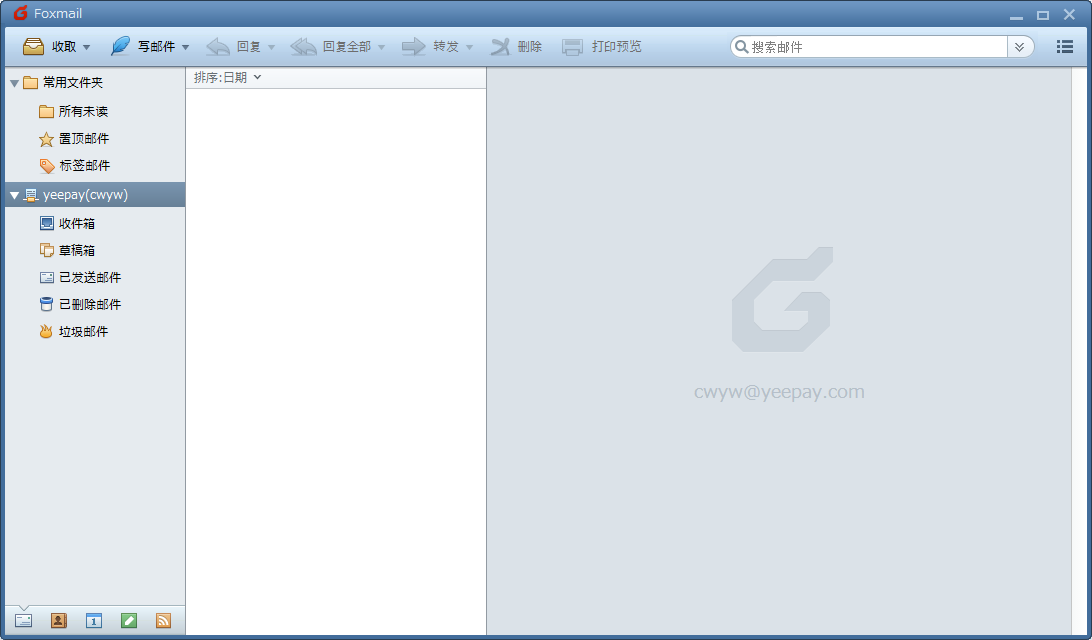 Foxmail
收取 写邮件 回复 回复全部 转发 删除 打印预览 搜索邮件
常用文件夹
排序:日期
所有未读
置顶邮件
标签邮件
yeepay(cwyw)
收件箱
草稿箱
已发送邮件
已删除邮件
垃圾邮件
cwyw@yeepay.com
1